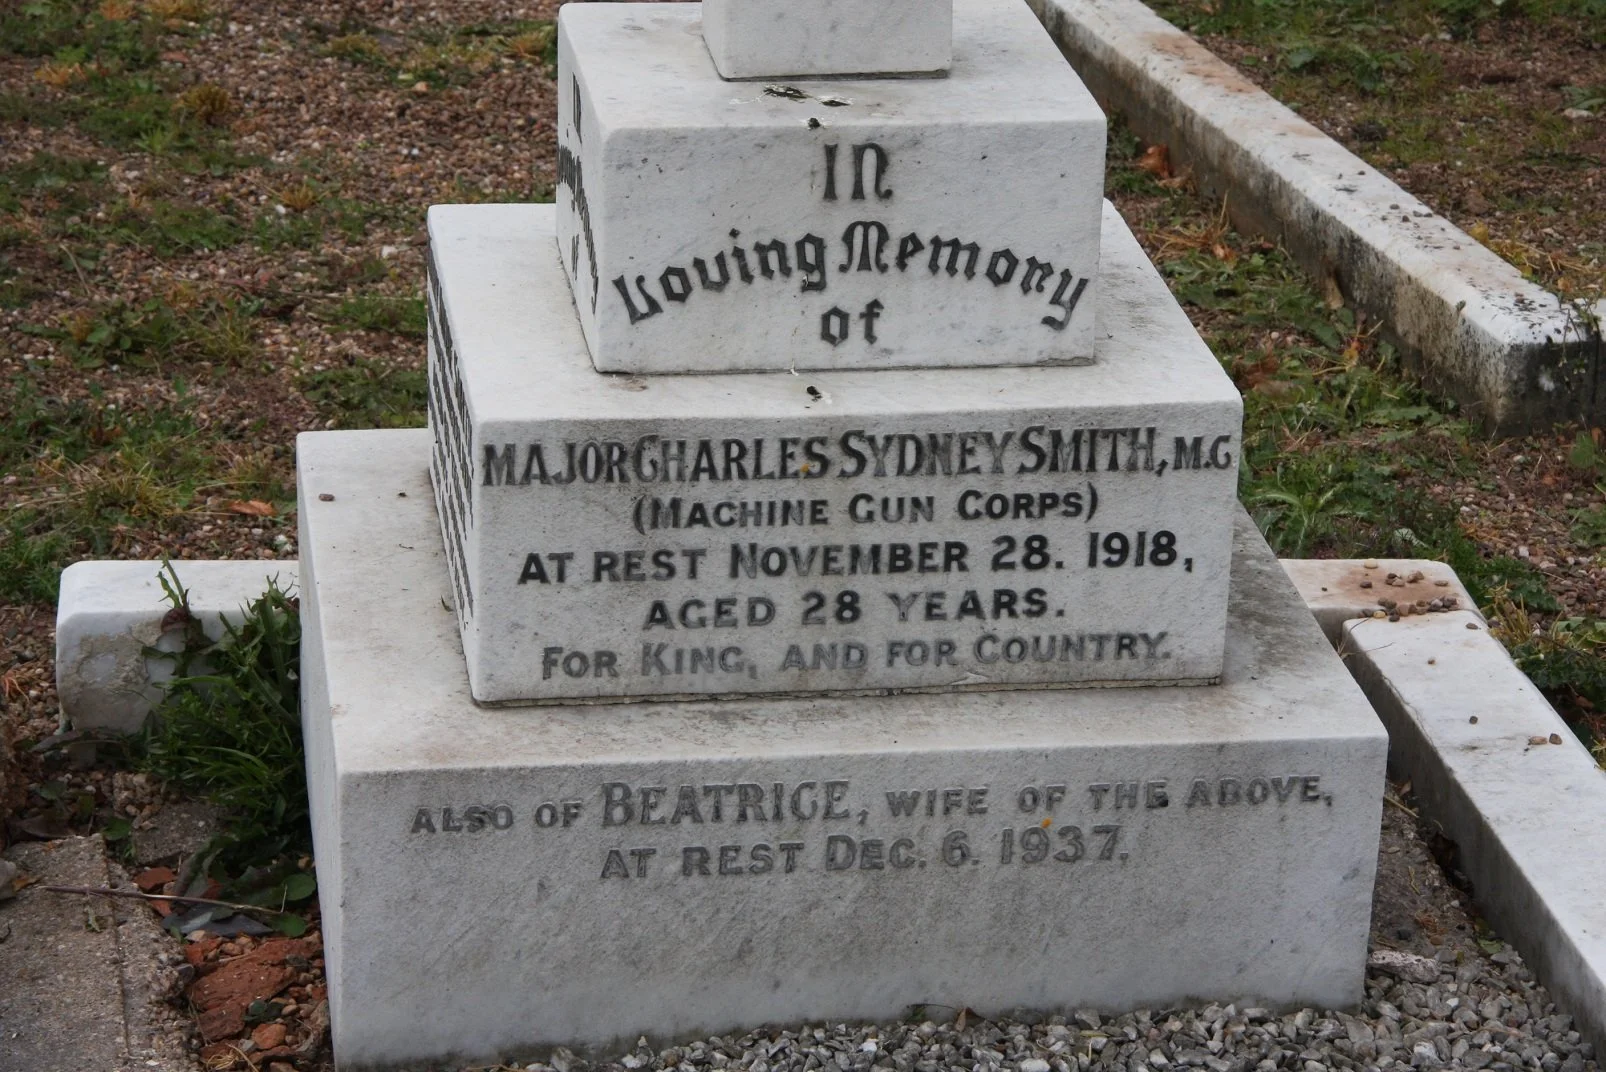 In
Loving Memory
of
MAJOR CHARLES SYDNEY SMITH, M.C
(MACHINE GUN CORPS)
AT REST NOVEMBER 28. 1918,
AGED 28 YEARS.
FOR KING, AND FOR COUNTRY.
ALSO OF BEATRICE, WIFE OF THE ABOVE,
AT REST DEC. 6. 1937.